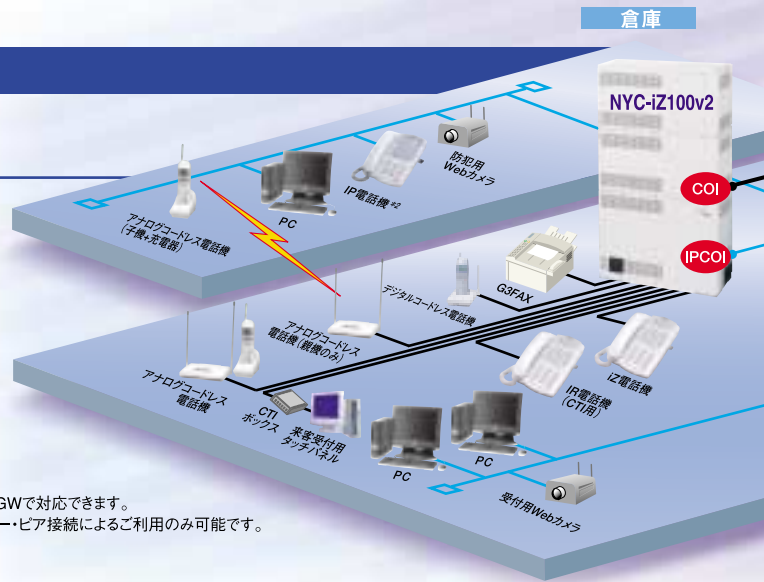 倉庫
NYC-iZ100v2
COI
IPCOI
防犯用
Webカメラ
IP電話機※2
PC
アナログコードレス電話機
(子機+充電器)
G3FAX
デジタルコードレス電話機
アナログコードレス
電話機(親機のみ)
iZ電話機
IR電話機
(CTI用)
アナログコードレス
電話機
CTI
ボックス
来客受付用
タッチパネル
PC
PC
受付用Webカメラ
GWで対応できます。
ー・ピア接続によるご利用のみ可能です。